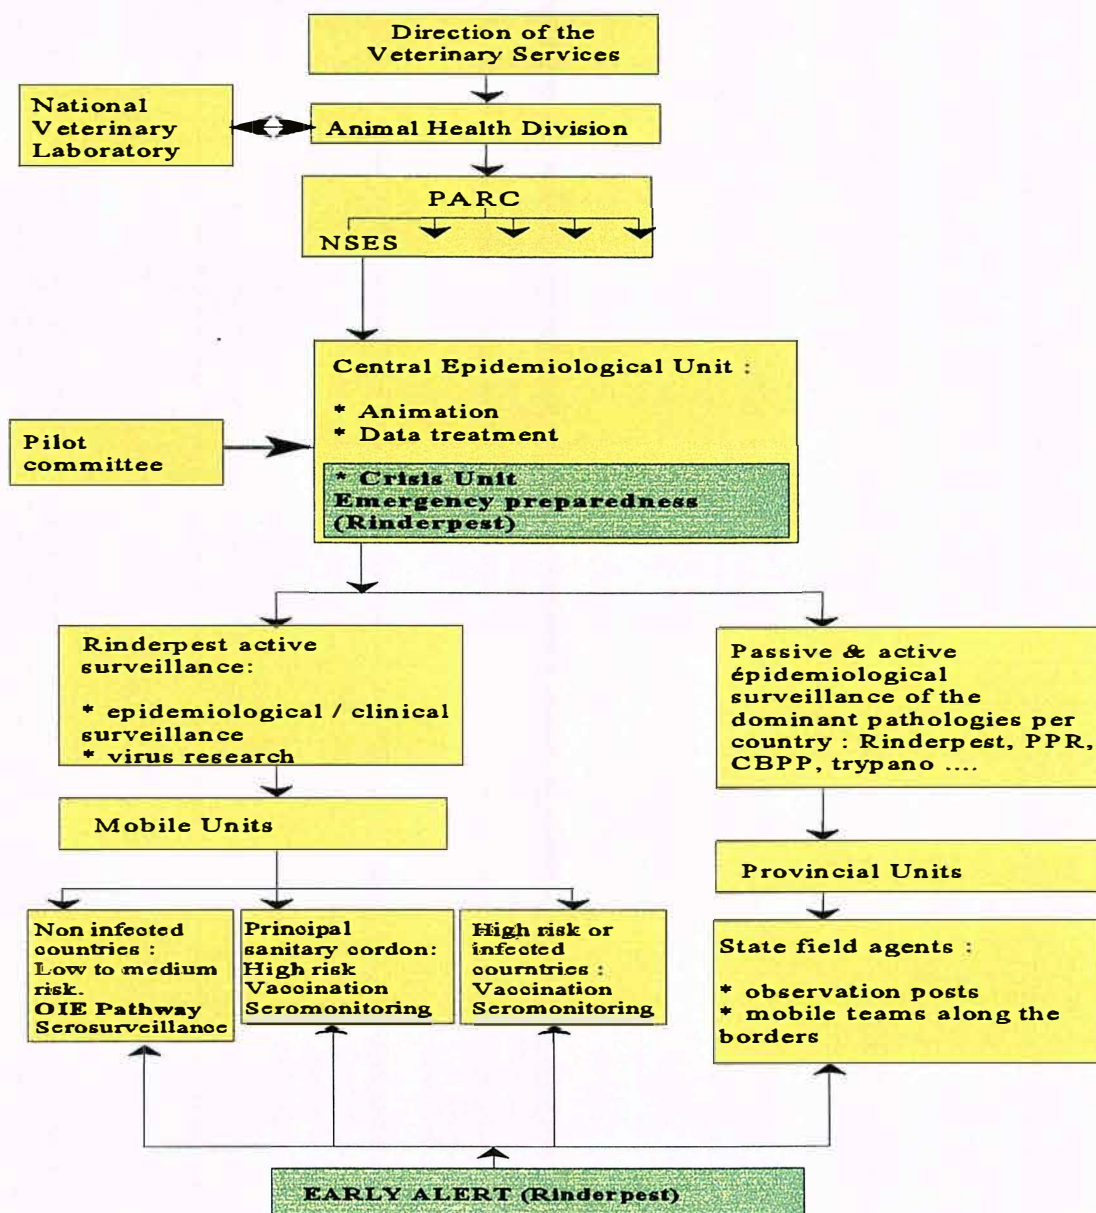 Direction of the
Veterinary Services
National
Veterinary
Laboratory
Animal Health Division
PARC
NSES
Central Epidemiological Unit :
* Animation
* Data treatment
Pilot
committee
* Crisis Unit
Emergency preparedness
(Rinderpest)
Rinderpest active
surveillance:
* epidemiological / clinical
surveillance
* virus research
Passive & active
épidemiological
surveillance of the
dominant pathologies per
country : Rinderpest, PPR,
CBPP, trypano ....
Mobile Units
Provincial Units
Non infected
countries :
Low to medium
risk.
OIE Pathway
Serosurveillance
Principal
sanitary cordon:
High risk
Vaccination
Seromonitoring
High risk or
infected
courntries :
Vaccination
Seromonitoring
State field agents :
* observation posts
* mobile teams along the
borders
EARLY ALERT (Rinderpest)